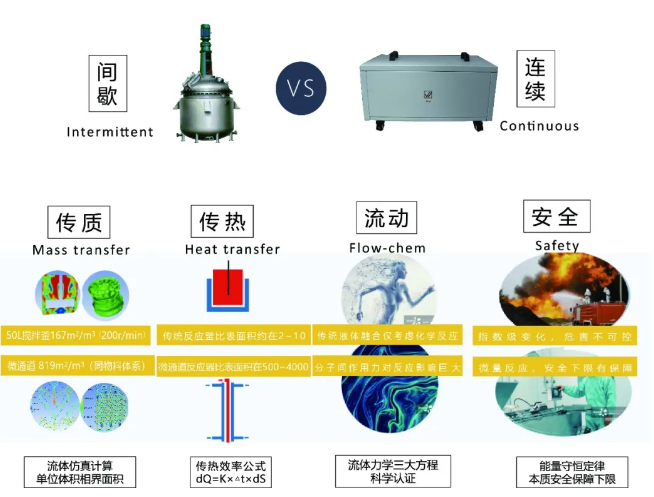 间歇
Intermittent
VS
连续
Continuous
传质
Mass transfer
传热
Heat transfer
流动
Flow-chem
安全
Safety
50L搅拌釜167m²/m³ (200r/min)
传统反应釜比表面积约在2-10
传统液体融合仅考虑化学反应
指数级变化，危害不可控
微通道 819m²/m³ (同物料体系)
微通道反应器比表面积在500-4000
分子间作用力对反应影响巨大
微量反应，安全下限有保障
流体仿真计算
单位体积相界面积
传热效率公式
dQ=K×△t×dS
流体力学三大方程
科学认证
能量守恒定律
本质安全保障下限